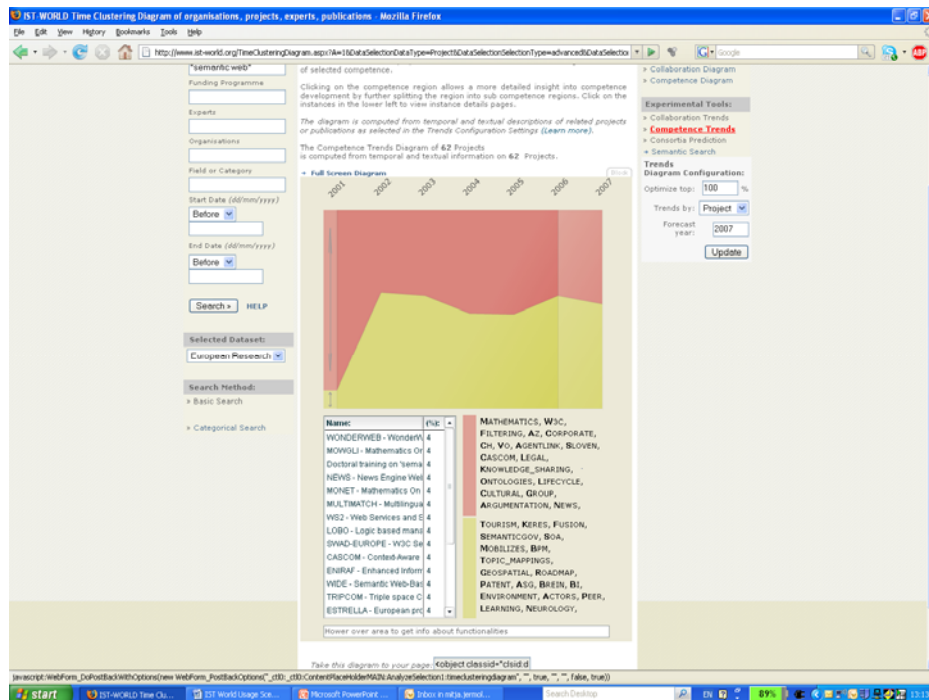 IST-WORLD Time Clustering Diagram of organisations, projects, experts, publications - Mozilla Firefox
File Edit View History Bookmarks Tools Help
http://www.ist-world.org/TimeClusteringDiagram.aspx?A=16DataSelectionDataType=Project&DataSelectionSelectionType=advanced&DataSelectio
Google
"semantic web"
Funding Programme
Experts
Organisations
Field or Category
Start Date (dd/mm/yyyy)
Before
End Date (dd/mm/yyyy)
Before
Search » HELP
Selected Dataset:
European Research
Search Method:
» Basic Search
» Categorical Search
of selected competence.
Clicking on the competence region allows a more detailed insight into competence
development by further splitting the region into sub competence regions. Click on the
instances in the lower left to view instance details pages.
The diagram is computed from temporal and textual descriptions of related projects
or publications as selected in the Trends Configuration Settings (Learn more).
The Competence Trends Diagram of 62 Projects
is computed from temporal and textual information on 62 Projects.
Full Screen Diagram
2001 2002 2003 2004 2005 2006 2007
Name: (%):
WONDERWEB - WonderW 4
MOWGLI - Mathematics Or 4
Doctoral training on 'sema 4
NEWS - News Engine Web 4
MONET - Mathematics On 4
MULTIMATCH - Multilingua 4
WS2 - Web Services and S 4
LOBO - Logic based mana 4
SWAD-EUROPE - W3C Se 4
CASCOM - Context-Aware 4
ENIRAF - Enhanced Inform 4
WIDE - Semantic Web-Bas 4
TRIPCOM - Triple space C 4
ESTRELLA - European pro 4
MATHEMATICS, W3C,
FILTERING, AZ, CORPORATE,
CH, VO, AGENTLINK, SLOVEN,
CASCOM, LEGAL,
KNOWLEDGE_SHARING,
ONTOLOGIES, LIFECYCLE,
CULTURAL, GROUP,
ARGUMENTATION, NEWS,
TOURISM, KERES, FUSION,
SEMANTICGOV, SOA,
MOBILIZES, BPM,
TOPIC_MAPPINGS,
GEOSPATIAL, ROADMAP,
PATENT, ASG, BREIN, BI,
ENVIRONMENT, ACTORS, PEER,
LEARNING, NEUROLOGY,
Hover over area to get info about functionalities
Take this diagram to your page: <object classid="clsid:d
» Collaboration Diagram
» Competence Diagram
Experimental Tools:
» Collaboration Trends
» Competence Trends
» Consortia Prediction
» Semantic Search
Trends
Diagram Configuration:
Optimize top: 100 %
Trends by: Project
Forecast
year: 2007
Update
javascript:WebForm_DoPostBackWithOptions(new WebForm_PostBackOptions("_ctl0:_ctl0:ContentPlaceHolderMAIN:AnalyzeSelection1:timeclusteringdiagram", "", true, "", "", false, true))
start IST-WORLD Time Clu... IST World Usage Sce... Microsoft PowerPoint ... Inbox in mitja.jermol... Search Desktop EN 89% 13:13